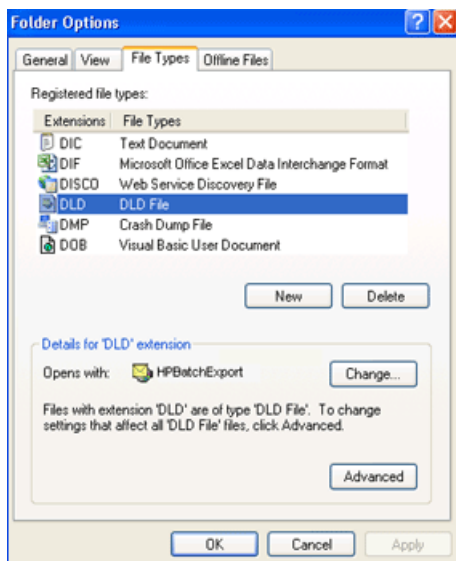 Folder Options
General View File Types Offline Files
Registered file types:
Extensions File Types
DIC Text Document
DIF Microsoft Office Excel Data Interchange Format
DISCO Web Service Discovery File
DLD DLD File
DMP Crash Dump File
DOB Visual Basic User Document
New Delete
Details for 'DLD' extension
Opens with: HPBatchExport Change...
Files with extension 'DLD' are of type 'DLD File'. To change
settings that affect all 'DLD File' files, click Advanced.
Advanced
OK Cancel Apply